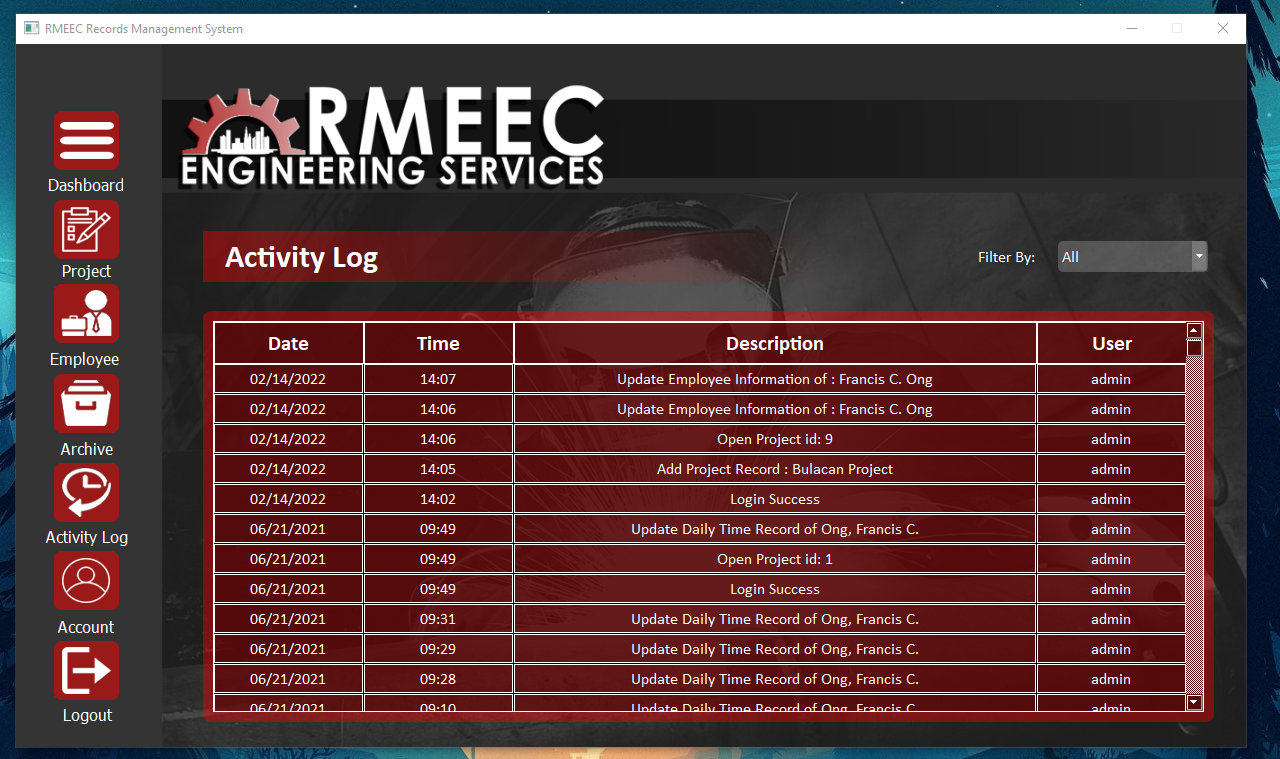 RMEEC Records Management System
RMEEC
ENGINEERING SERVICES
Dashboard
Project
Employee
Archive
Activity Log
Account
Logout
Activity Log
Filter By: All
Date Time Description User
02/14/2022 14:07 Update Employee Information of : Francis C. Ong admin
02/14/2022 14:06 Update Employee Information of : Francis C. Ong admin
02/14/2022 14:06 Open Project id: 9 admin
02/14/2022 14:05 Add Project Record : Bulacan Project admin
02/14/2022 14:02 Login Success admin
06/21/2021 09:49 Update Daily Time Record of Ong, Francis C. admin
06/21/2021 09:49 Open Project id: 1 admin
06/21/2021 09:49 Login Success admin
06/21/2021 09:31 Update Daily Time Record of Ong, Francis C. admin
06/21/2021 09:29 Update Daily Time Record of Ong, Francis C. admin
06/21/2021 09:28 Update Daily Time Record of Ong, Francis C. admin
06/21/2021 09:10 Update Daily Time Record of Ong, Francis C. admin